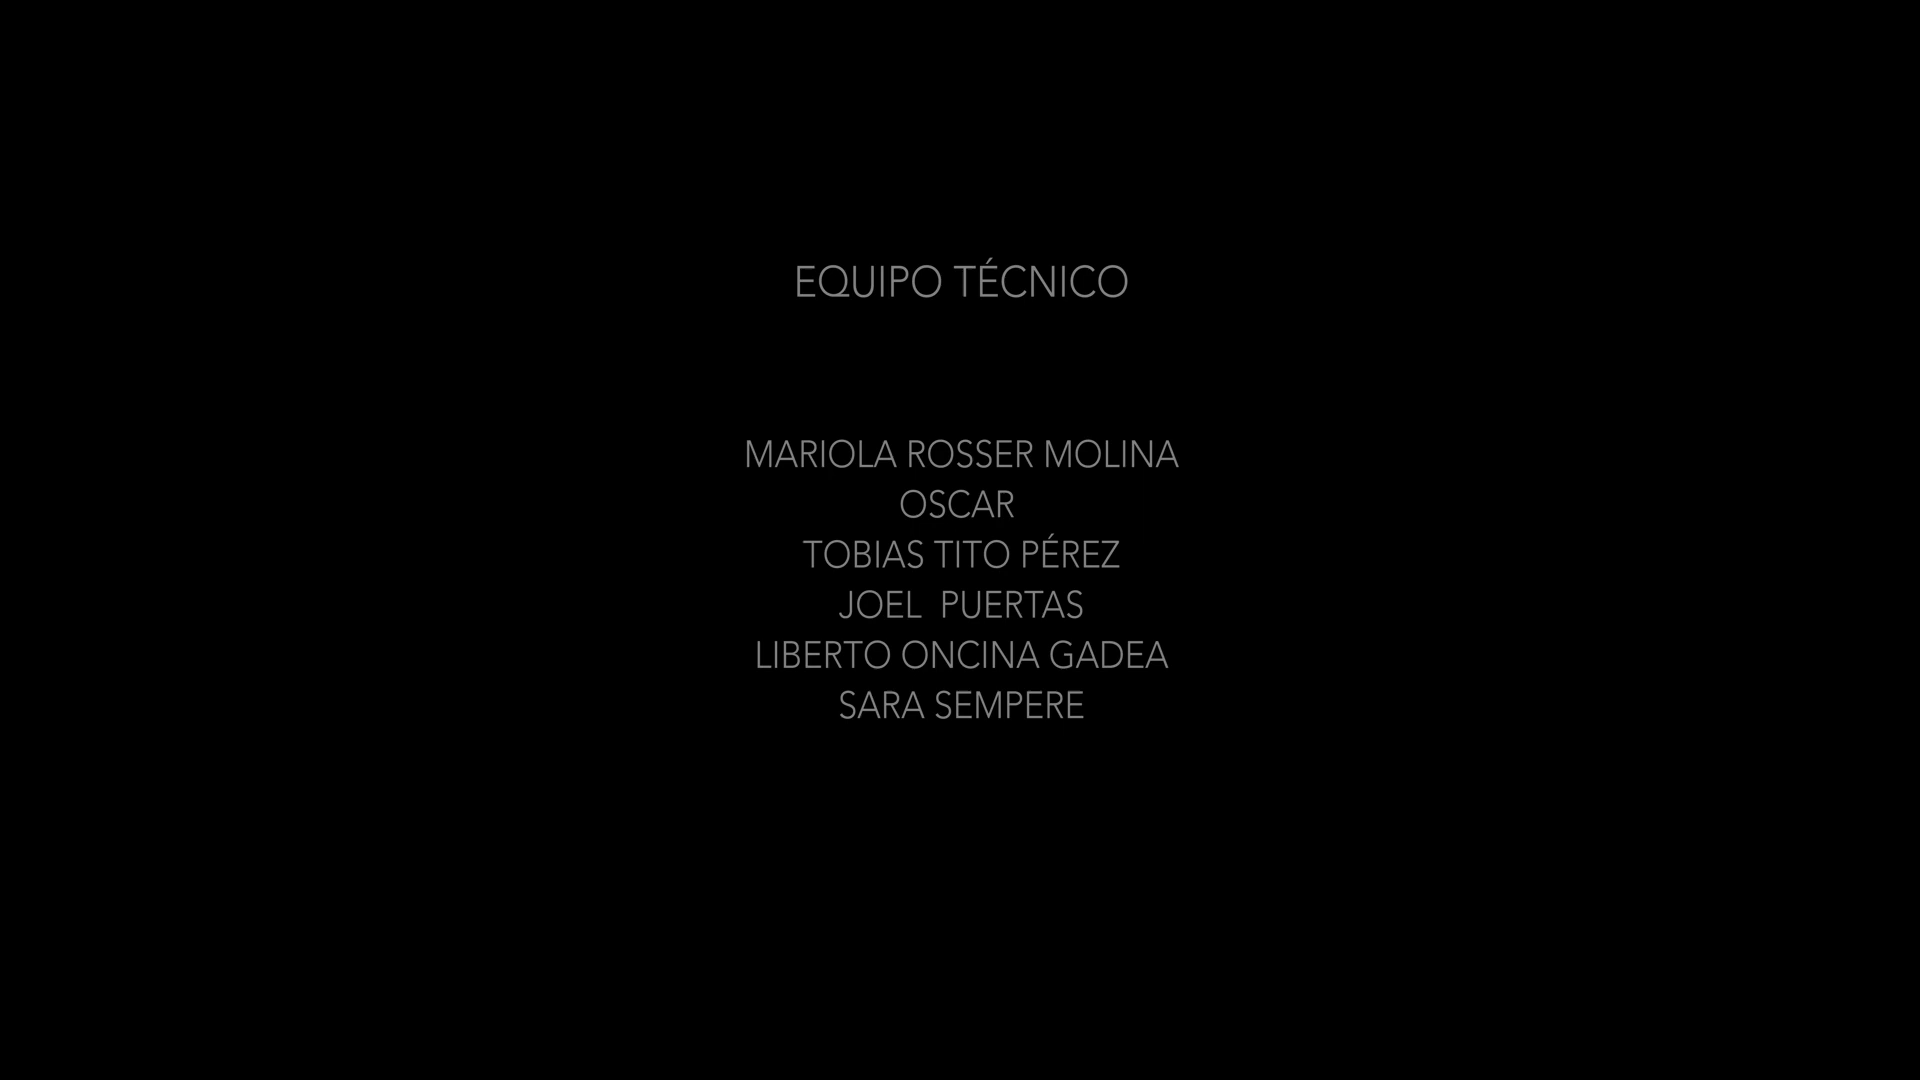 EQUIPO TÉCNICO
MARIOLA ROSSER MOLINA
OSCAR
TOBIAS TITO PÉREZ
JOEL  PUERTAS
LIBERTO ONCINA GADEA
SARA SEMPERE